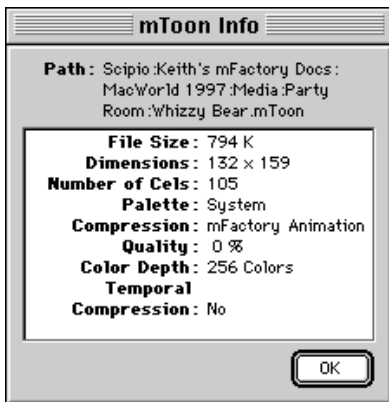 mToon Info
Path: Scipio:Keith's mFactory Docs:
MacWorld 1997:Media:Party
Room:Whizzy Bear.mToon
File Size: 794 K
Dimensions: 132 x 159
Number of Cels: 105
Palette: System
Compression: mFactory Animation
Quality: 0 %
Color Depth: 256 Colors
Temporal
Compression: No
OK